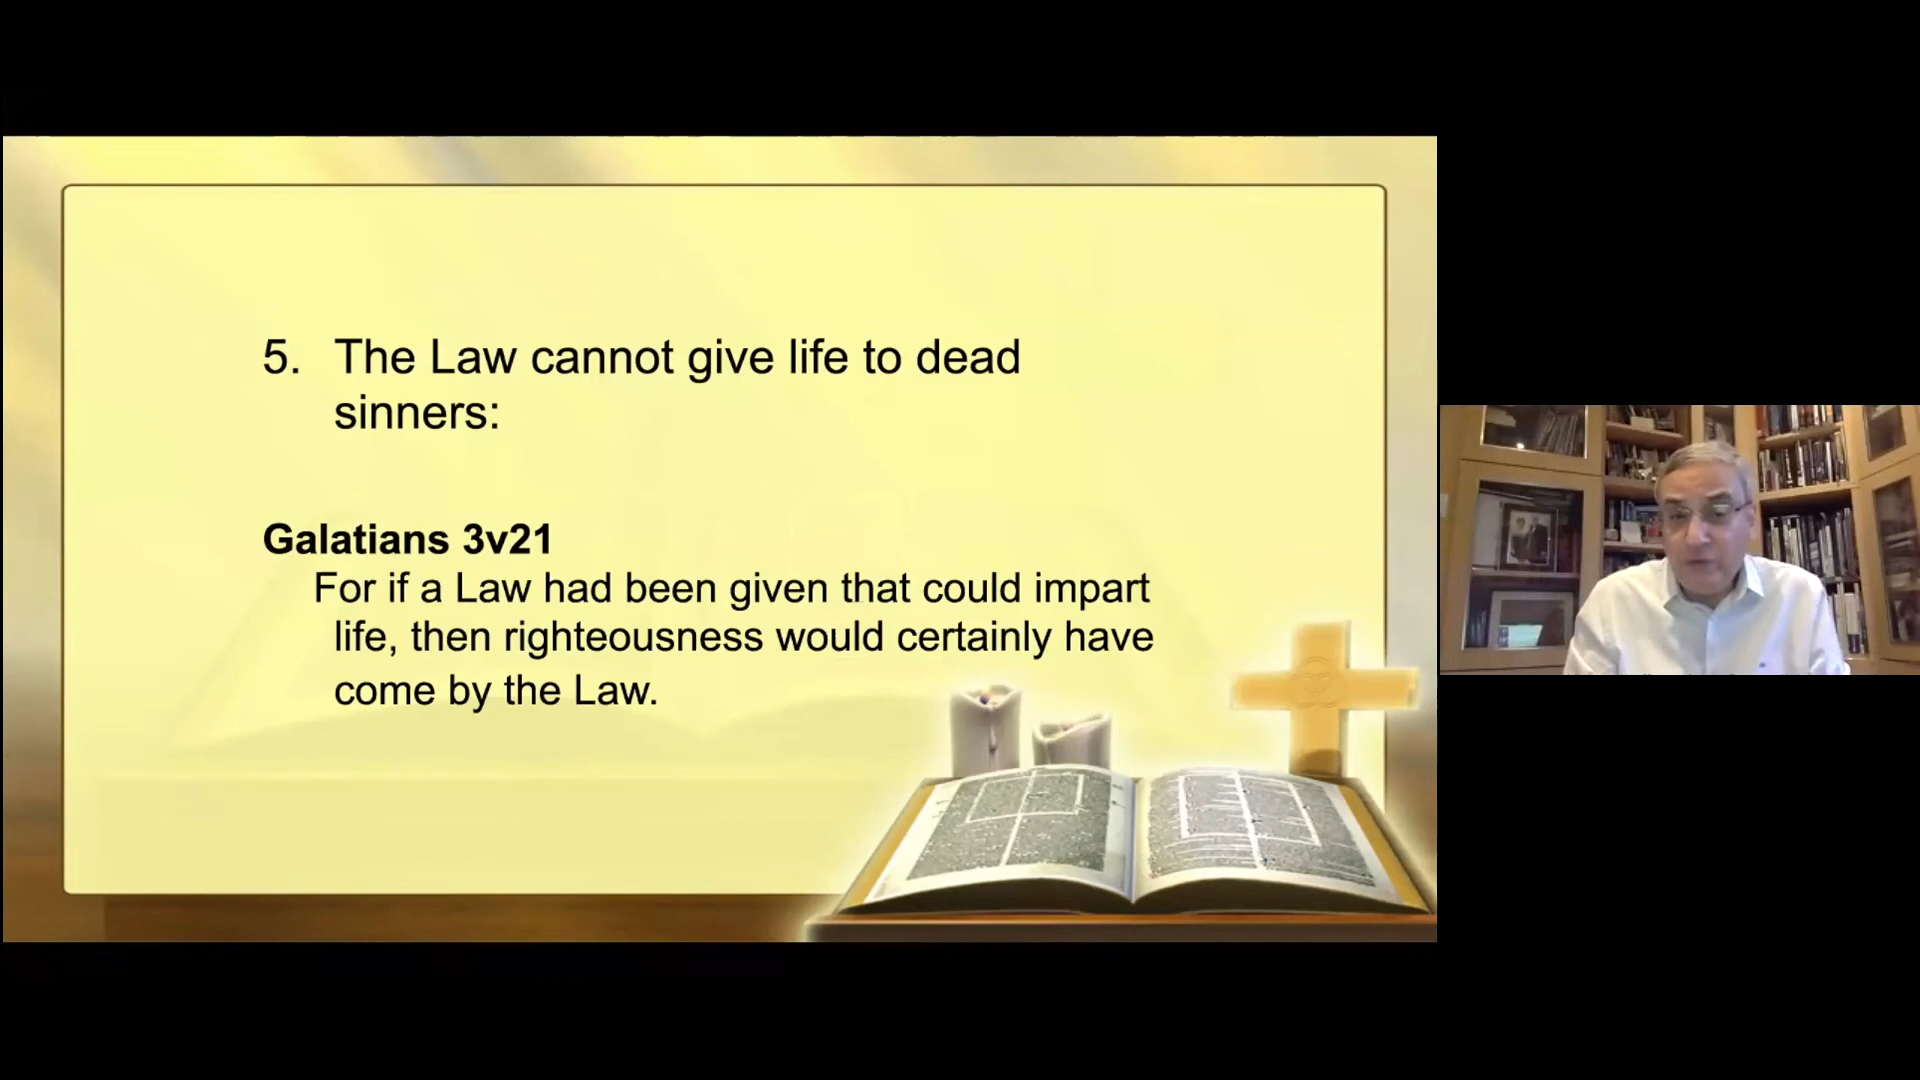 5. The Law cannot give life to dead
sinners:
Galatians 3v21
For if a Law had been given that could impart
life, then righteousness would certainly have
come by the Law.